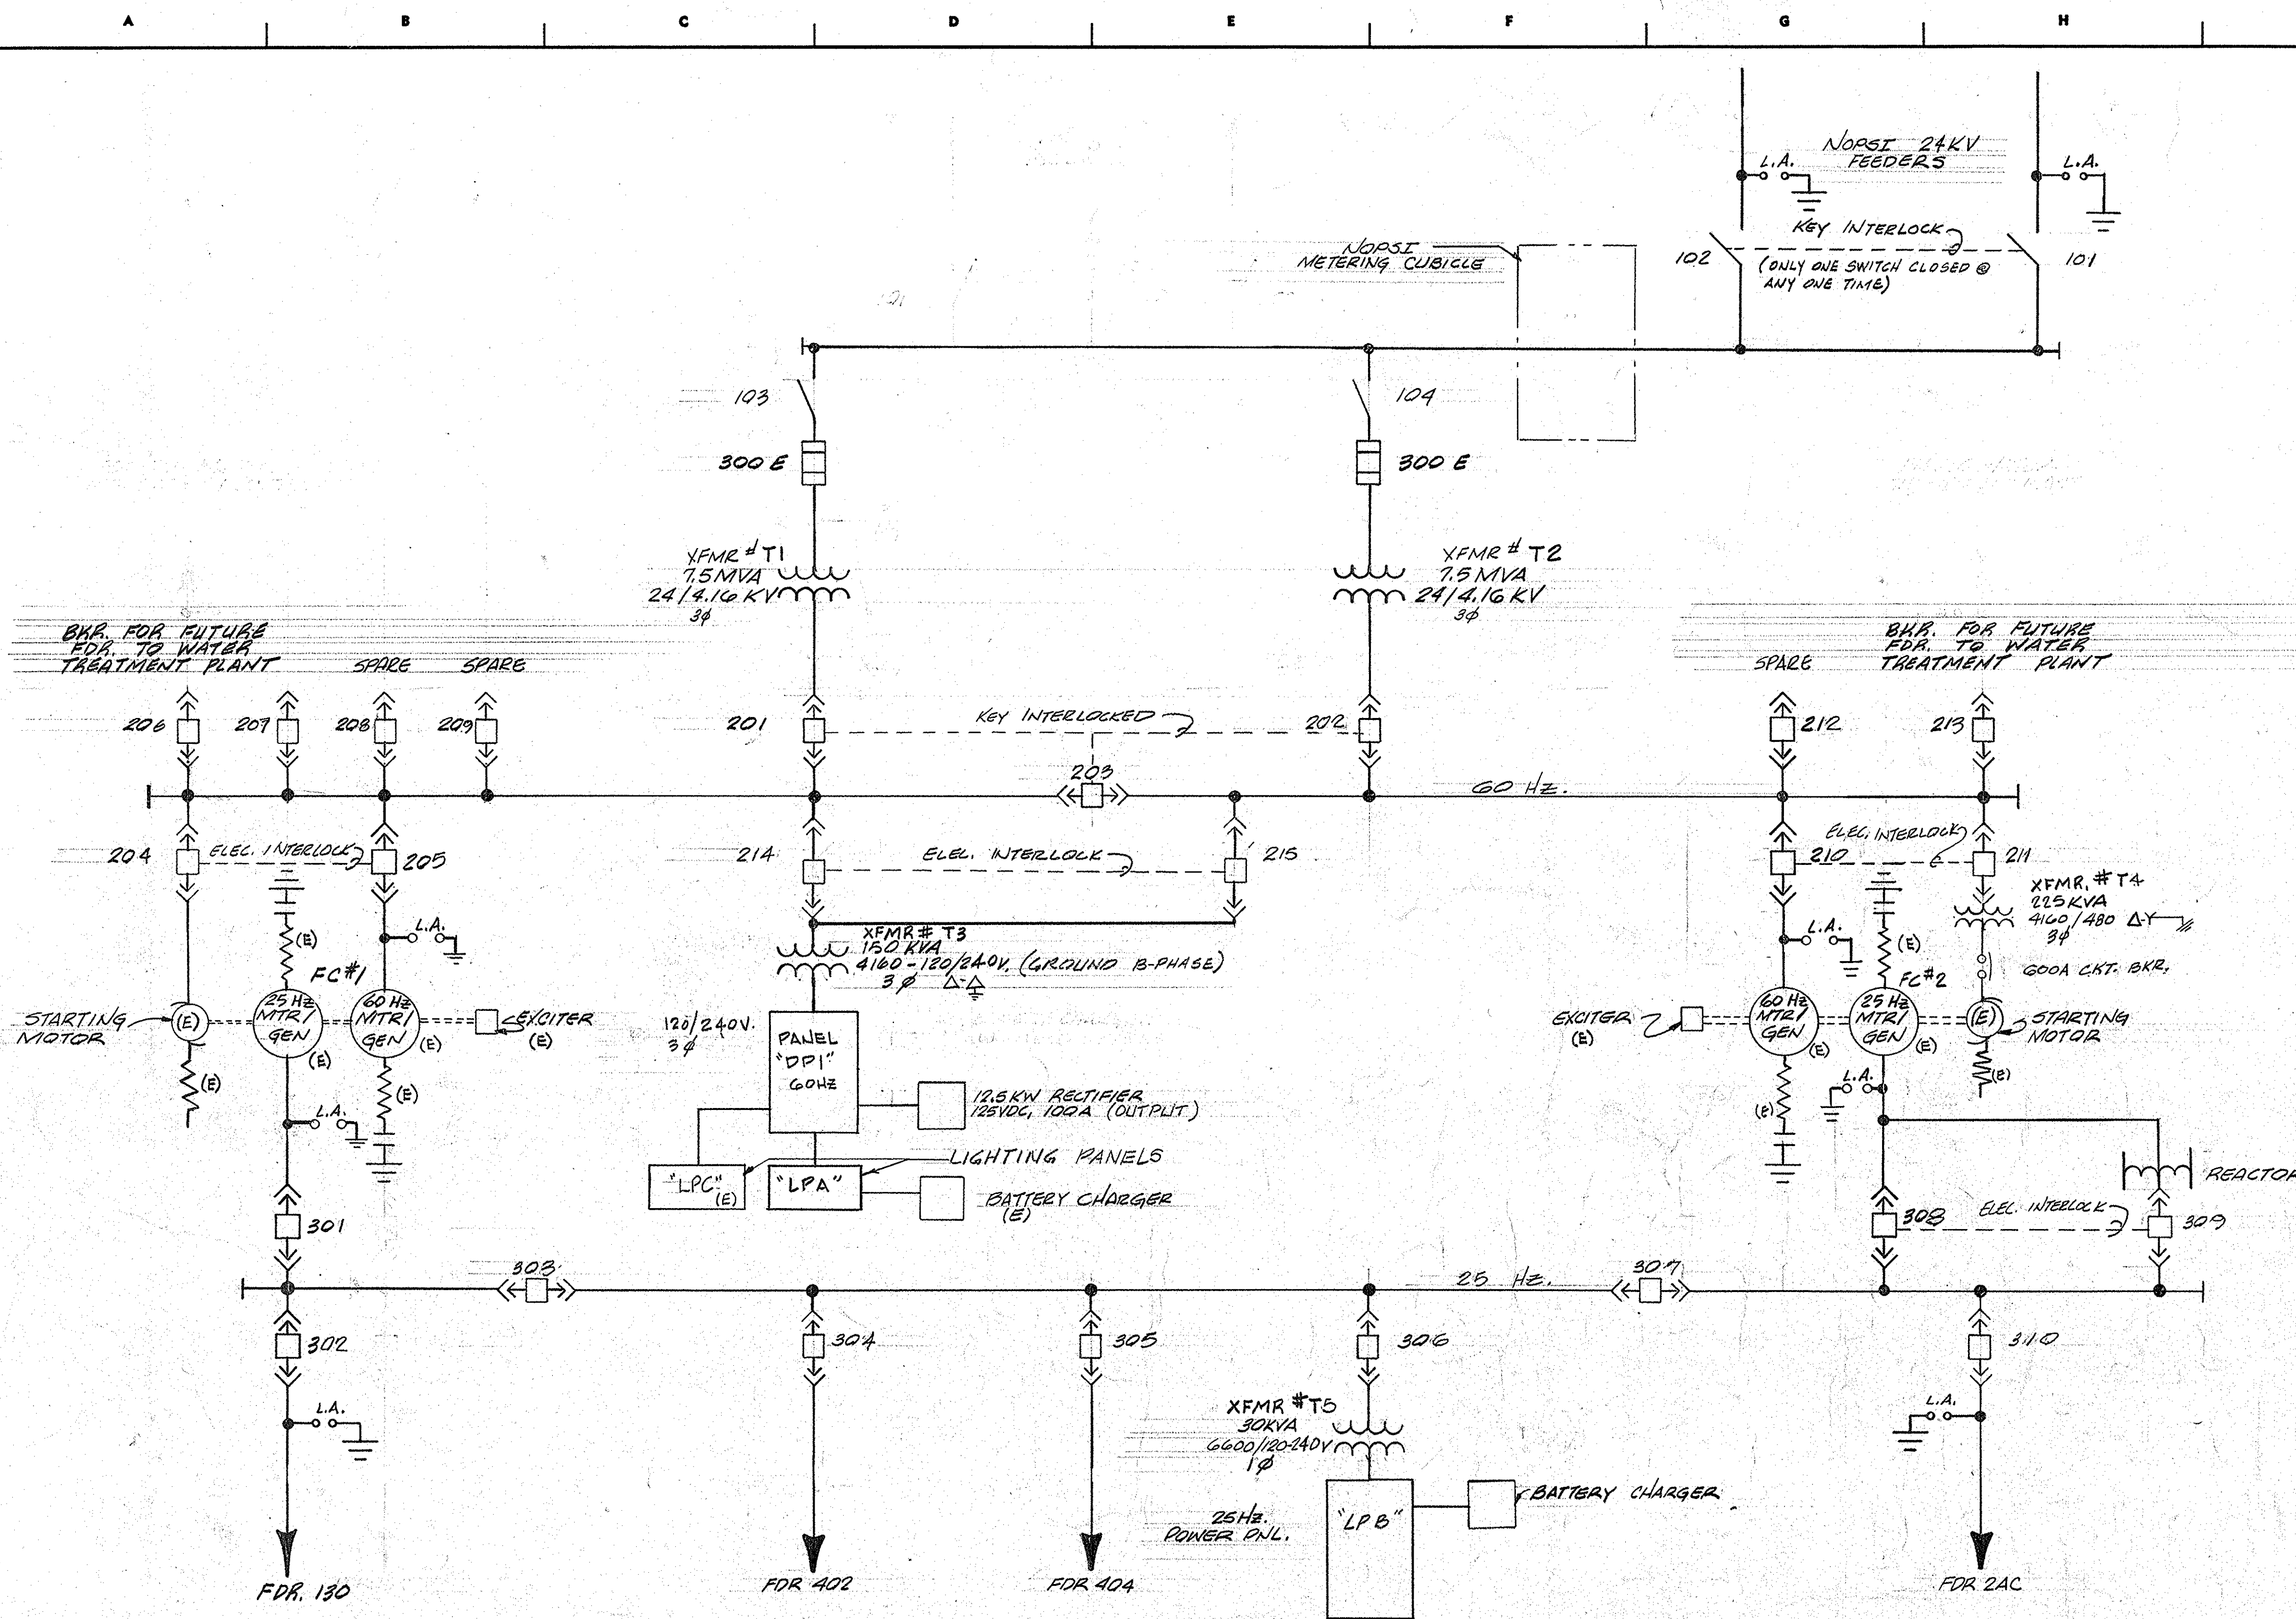 A B C D E F G H
NOPSI 24KV
FEEDERS
L.A.
L.A.
KEY INTERLOCK
(ONLY ONE SWITCH CLOSED @
ANY ONE TIME)
102
101
NOPSI
METERING CUBICLE
103
104
300 E
300 E
XFMR # T1
7.5 MVA
24/4.16 KV
3φ
XFMR # T2
7.5 MVA
24/4.16 KV
3φ
BKR. FOR FUTURE
FDR. TO WATER
TREATMENT PLANT
SPARE
SPARE
SPARE
BKR. FOR FUTURE
FDR. TO WATER
TREATMENT PLANT
206
207
208
209
201
KEY INTERLOCKED
202
212
213
203
60 HZ.
204
ELEC. INTERLOCK
205
214
ELEC. INTERLOCK
215
ELEC. INTERLOCK
210
211
XFMR. # T4
225 KVA
4160/480 Δ-Y
3φ
600A CKT. BKR.
L.A.
(E)
FC#1
XFMR# T3
150 KVA
4160-120/240V. (GROUND B-PHASE)
3φ Δ-Δ
L.A.
(E)
FC#2
STARTING
MOTOR
(E)
25 HZ
MTR/
GEN
(E)
60 HZ
MTR/
GEN
(E)
EXCITER
(E)
(E)
(E)
L.A.
120/240V.
3φ
PANEL
"DP1"
60HZ
12.5 KW RECTIFIER
125VDC, 100A (OUTPUT)
LIGHTING PANELS
"LPC"
(E)
"LPA"
BATTERY CHARGER
(E)
EXCITER
(E)
60 HZ
MTR/
GEN
(E)
25 HZ
MTR/
GEN
(E)
(E)
STARTING
MOTOR
(E)
(E)
L.A.
REACTOR
301
308
ELEC. INTERLOCK
309
303
25 HZ.
307
302
304
305
306
310
L.A.
L.A.
XFMR #T5
30KVA
6600/120-240V
1φ
25HZ.
POWER PNL.
"LPB"
BATTERY CHARGER
FDR. 130
FDR 402
FDR 404
FDR 2AC